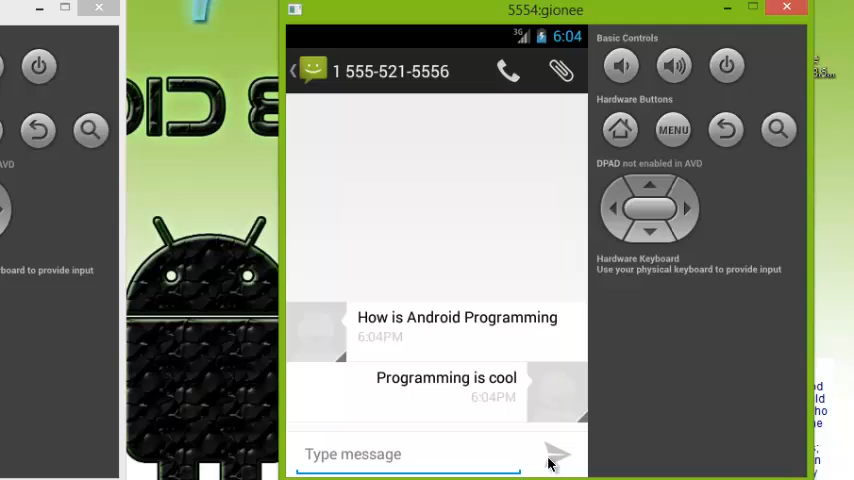 5554:gionee
3G 6:04
1 555-521-5556
How is Android Programming
6:04PM
Programming is cool
6:04PM
Type message
Basic Controls
Hardware Buttons
MENU
DPAD not enabled in AVD
Hardware Keyboard
Use your physical keyboard to provide input
AVD
board to provide input